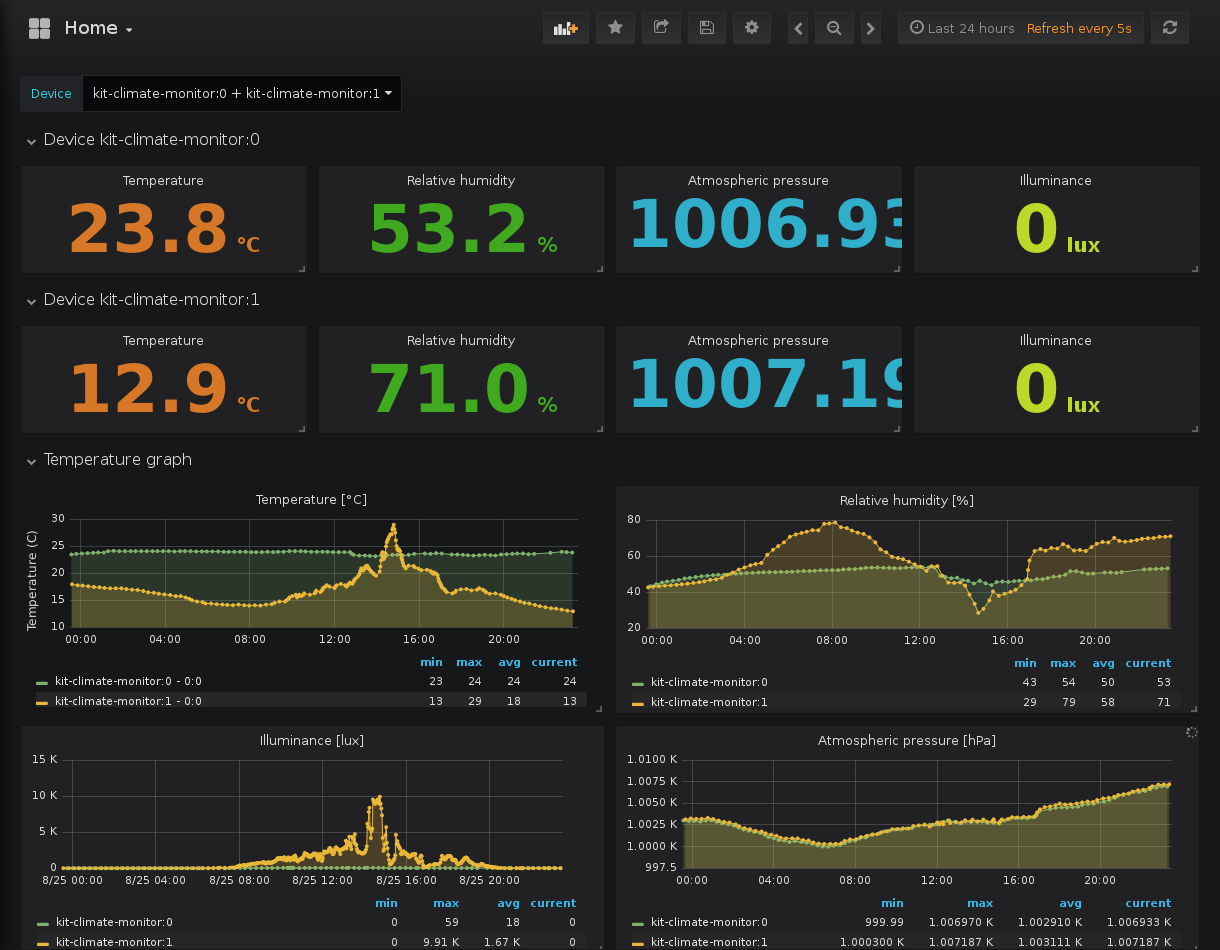 Home
Last 24 hours Refresh every 5s
Device kit-climate-monitor:0 + kit-climate-monitor:1
Device kit-climate-monitor:0
Temperature Relative humidity Atmospheric pressure Illuminance
23.8 °C 53.2 % 1006.93 0 lux
Device kit-climate-monitor:1
Temperature Relative humidity Atmospheric pressure Illuminance
12.9 °C 71.0 % 1007.19 0 lux
Temperature graph
Temperature [°C]
Temperature (C)
30
25
20
15
10
00:00 04:00 08:00 12:00 16:00 20:00
min max avg current
kit-climate-monitor:0 - 0:0 23 24 24 24
kit-climate-monitor:1 - 0:0 13 29 18 13
Relative humidity [%]
80
60
40
20
00:00 04:00 08:00 12:00 16:00 20:00
min max avg current
kit-climate-monitor:0 43 54 50 53
kit-climate-monitor:1 29 79 58 71
Illuminance [lux]
15 K
10 K
5 K
0
8/25 00:00 8/25 04:00 8/25 08:00 8/25 12:00 8/25 16:00 8/25 20:00
min max avg current
kit-climate-monitor:0 0 59 18 0
kit-climate-monitor:1 0 9.91 K 1.67 K 0
Atmospheric pressure [hPa]
1.0100 K
1.0075 K
1.0050 K
1.0025 K
1.0000 K
997.5
00:00 04:00 08:00 12:00 16:00 20:00
min max avg current
kit-climate-monitor:0 999.99 1.006970 K 1.002910 K 1.006933 K
kit-climate-monitor:1 1.000300 K 1.007187 K 1.003111 K 1.007187 K